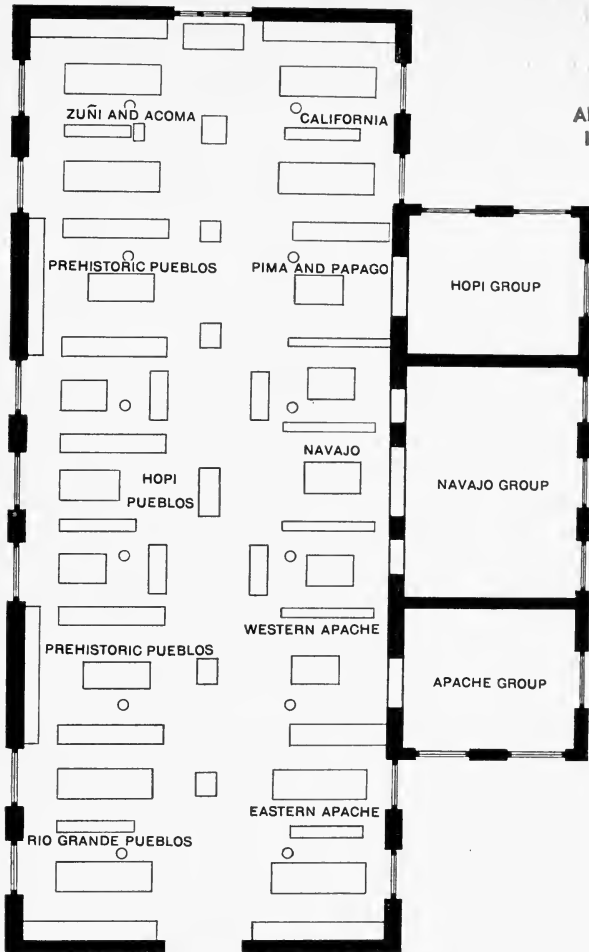 ZUÑI AND ACOMA
CALIFORNIA
PREHISTORIC PUEBLOS
PIMA AND PAPAGO
HOPI GROUP
HOPI
PUEBLOS
NAVAJO
NAVAJO GROUP
PREHISTORIC PUEBLOS
WESTERN APACHE
APACHE GROUP
EASTERN APACHE
RIO GRANDE PUEBLOS